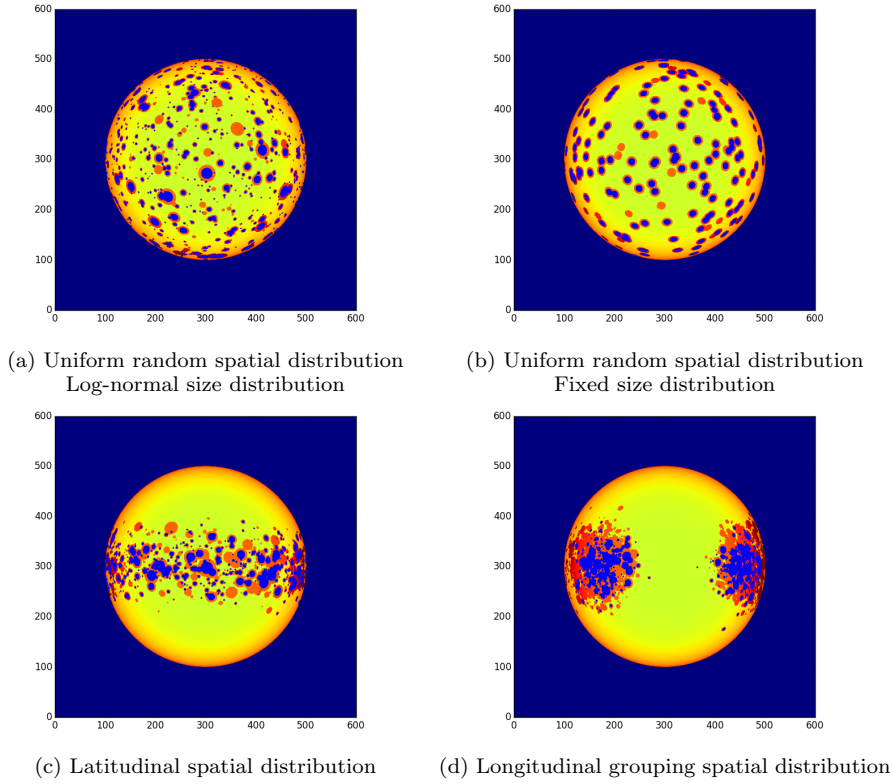 600
500
400
300
200
100
0
0 100 200 300 400 500 600
600
500
400
300
200
100
0
0 100 200 300 400 500 600
(a) Uniform random spatial distribution
Log-normal size distribution
(b) Uniform random spatial distribution
Fixed size distribution
600
500
400
300
200
100
0
0 100 200 300 400 500 600
600
500
400
300
200
100
0
0 100 200 300 400 500 600
(c) Latitudinal spatial distribution
(d) Longitudinal grouping spatial distribution